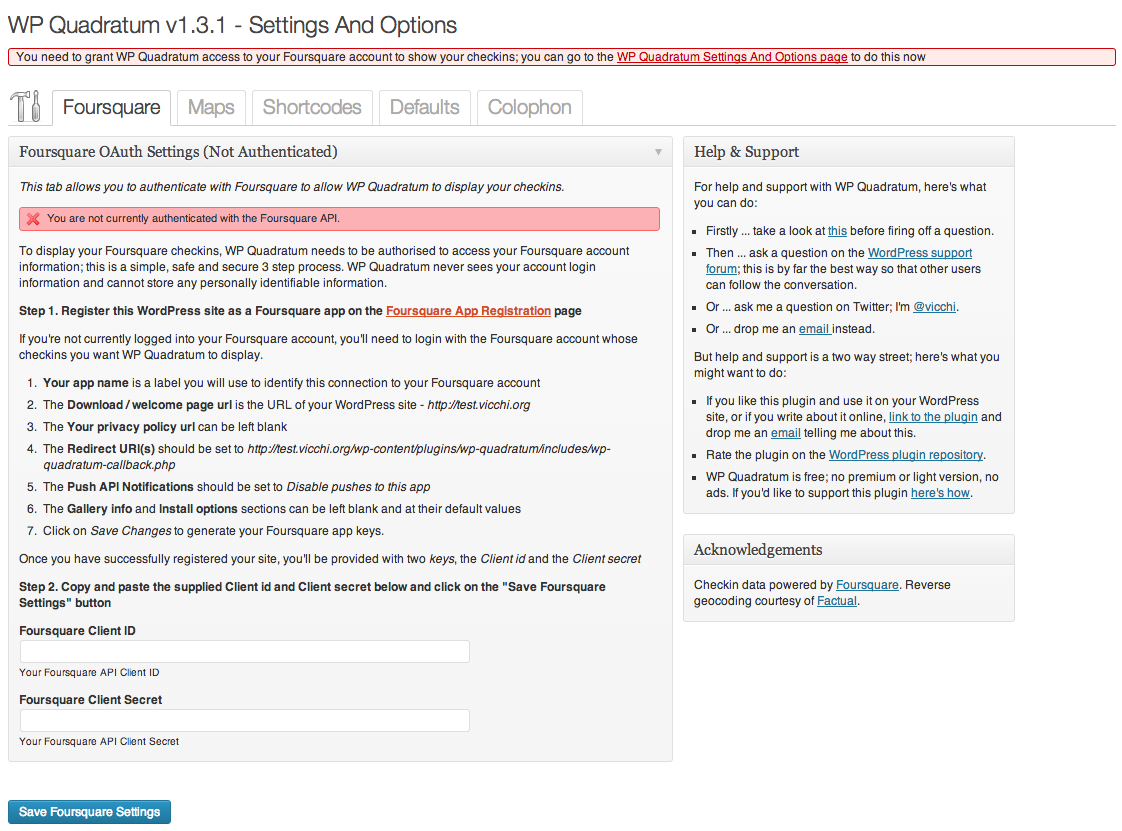 WP Quadratum v1.3.1 - Settings And Options
You need to grant WP Quadratum access to your Foursquare account to show your checkins; you can go to the WP Quadratum Settings And Options page to do this now
Foursquare
Maps
Shortcodes
Defaults
Colophon
Foursquare OAuth Settings (Not Authenticated)
This tab allows you to authenticate with Foursquare to allow WP Quadratum to display your checkins.
You are not currently authenticated with the Foursquare API.
To display your Foursquare checkins, WP Quadratum needs to be authorised to access your Foursquare account
information; this is a simple, safe and secure 3 step process. WP Quadratum never sees your account login
information and cannot store any personally identifiable information.
Step 1. Register this WordPress site as a Foursquare app on the Foursquare App Registration page
If you're not currently logged into your Foursquare account, you'll need to login with the Foursquare account whose
checkins you want WP Quadratum to display.
1. Your app name is a label you will use to identify this connection to your Foursquare account
2. The Download / welcome page url is the URL of your WordPress site - http://test.vicchi.org
3. The Your privacy policy url can be left blank
4. The Redirect URI(s) should be set to http://test.vicchi.org/wp-content/plugins/wp-quadratum/includes/wp-
quadratum-callback.php
5. The Push API Notifications should be set to Disable pushes to this app
6. The Gallery info and Install options sections can be left blank and at their default values
7. Click on Save Changes to generate your Foursquare app keys.
Once you have successfully registered your site, you'll be provided with two keys, the Client id and the Client secret
Step 2. Copy and paste the supplied Client id and Client secret below and click on the "Save Foursquare
Settings" button
Foursquare Client ID
Your Foursquare API Client ID
Foursquare Client Secret
Your Foursquare API Client Secret
Save Foursquare Settings
Help & Support
For help and support with WP Quadratum, here's what
you can do:
Firstly ... take a look at this before firing off a question.
Then ... ask a question on the WordPress support
forum; this is by far the best way so that other users
can follow the conversation.
Or ... ask me a question on Twitter; I'm @vicchi.
Or ... drop me an email instead.
But help and support is a two way street; here's what you
might want to do:
If you like this plugin and use it on your WordPress
site, or if you write about it online, link to the plugin and
drop me an email telling me about this.
Rate the plugin on the WordPress plugin repository.
WP Quadratum is free; no premium or light version, no
ads. If you'd like to support this plugin here's how.
Acknowledgements
Checkin data powered by Foursquare. Reverse
geocoding courtesy of Factual.